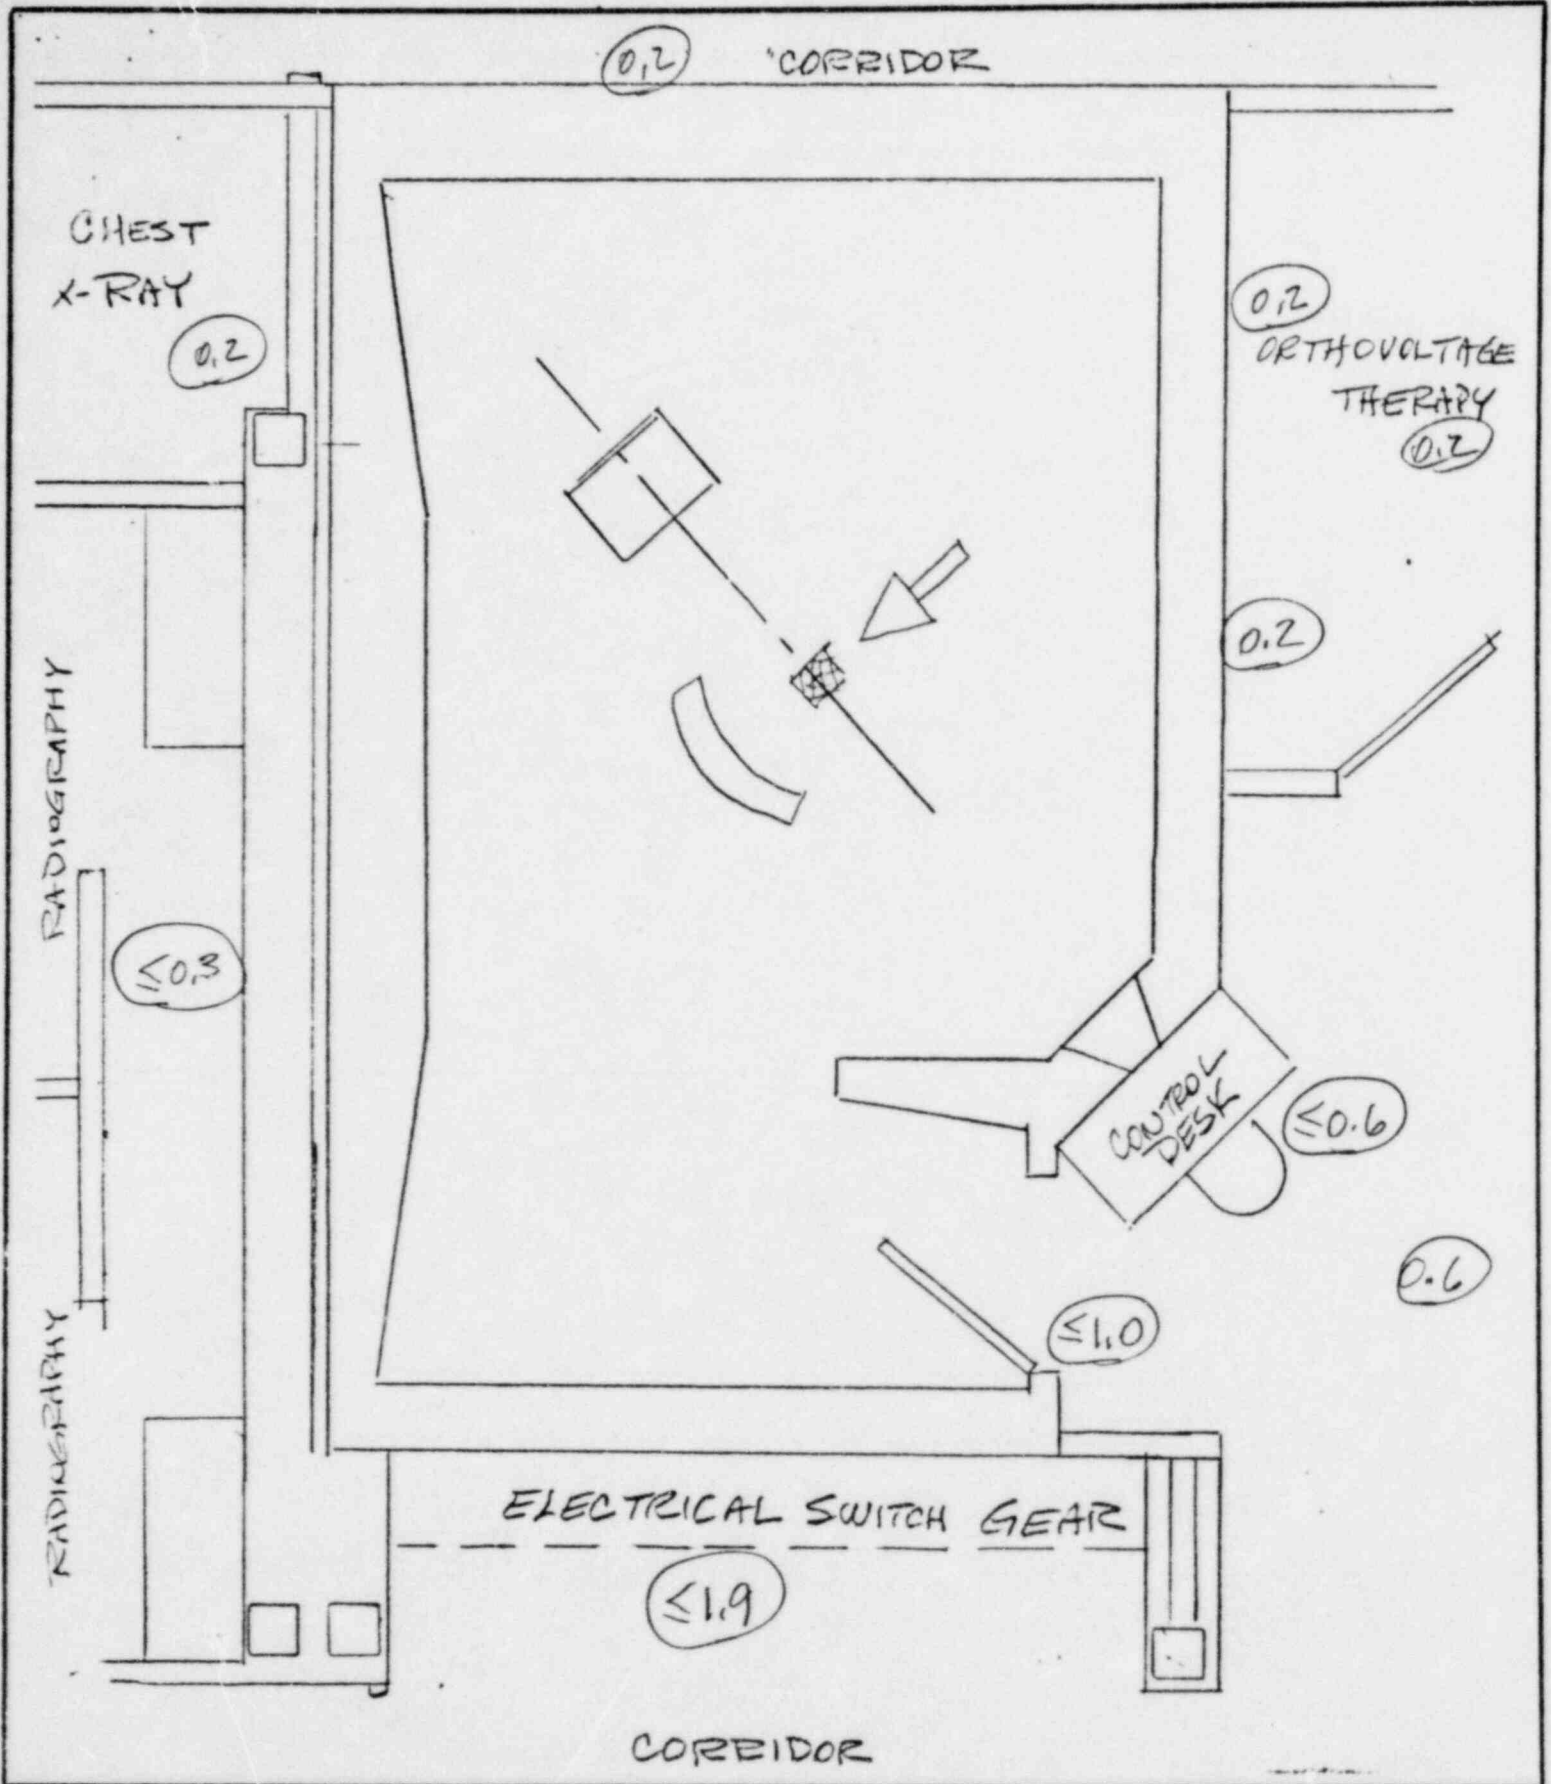 0.2 CORRIDOR
CHEST
X-RAY
0.2
0.2
ORTHOVOLTAGE
THERAPY
0.2
0.2
RADIOGRAPHY
≤0.3
CONTROL
DESK
≤0.6
0.6
≤1.0
RADIOGRAPHY
ELECTRICAL SWITCH GEAR
≤1.9
CORRIDOR